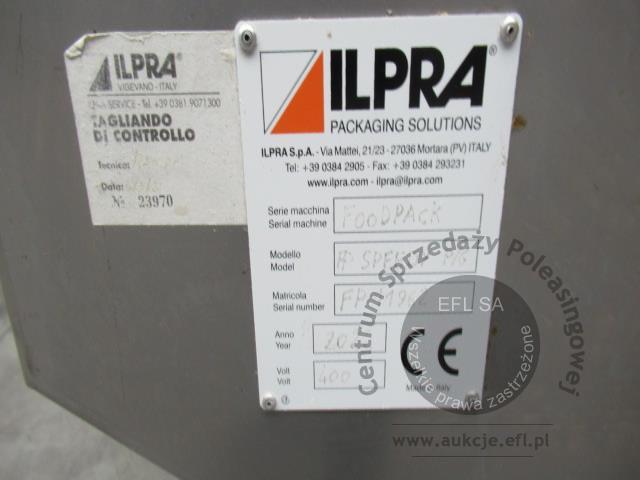 ILPRA®
VIGEVANO - ITALY
SERVICE - Tel. +39 0381 9071300
TAGLIANDO
DI CONTROLLO
Tecnico:
Data:
№ 23970
ILPRA®
PACKAGING SOLUTIONS
ILPRA S.p.A. - Via Mattei, 21/23 - 27036 Mortara (PV) ITALY
Tel: +39 0384 2905 - Fax: +39 0384 293231
www.ilpra.com - ilpra@ilpra.com
Serie macchina
Serial machine
FOODPACK
Modello
Model
Matricola
Serial number
Anno
Year
Volt
Volt
400
CE
Made in Italy
Centrum Sprzedaży Poleasingowej
EFL SA
Wszelkie prawa zastrzeżone
www.aukcje.efl.pl